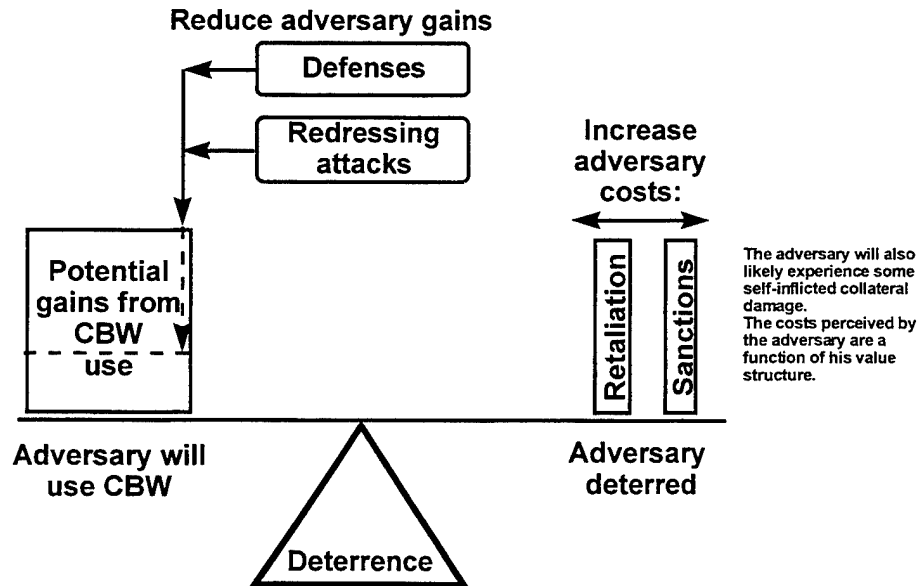 Reduce adversary gains
Defenses
Redressing
attacks
Increase
adversary
costs:
Potential
gains from
CBW
use
Retaliation
Sanctions
The adversary will also
likely experience some
self-inflicted collateral
damage.
The costs perceived by
the adversary are a
function of his value
structure.
Adversary will
use CBW
Adversary
deterred
Deterrence